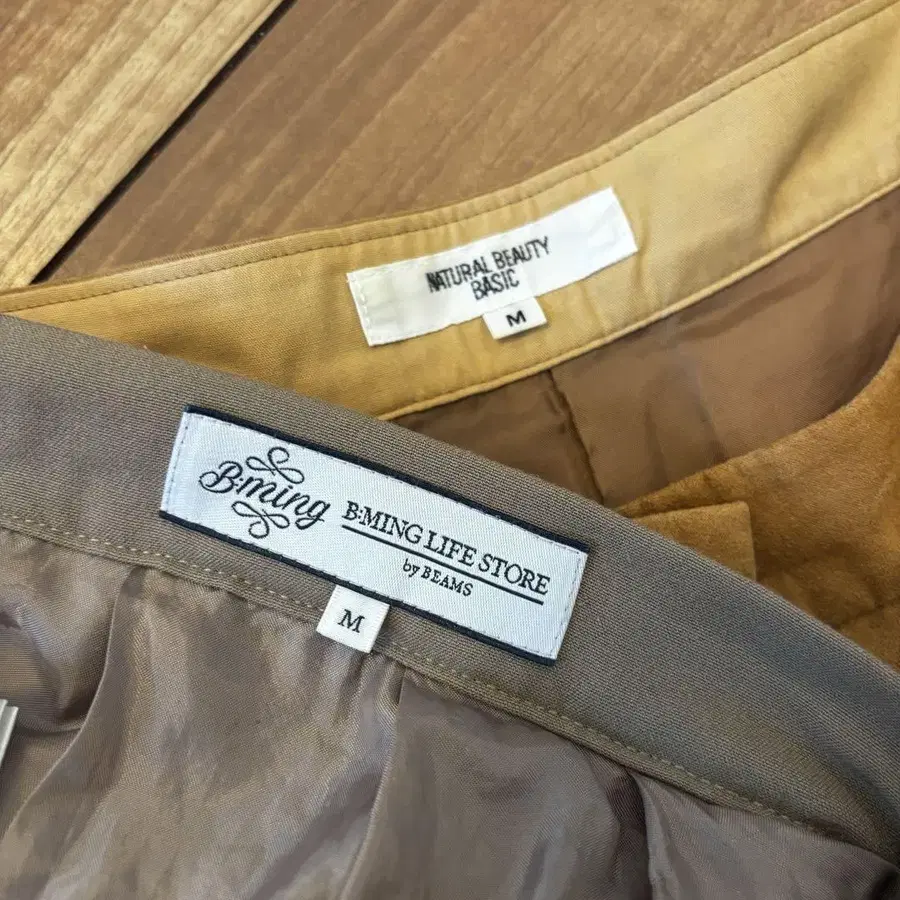 NATURAL BEAUTY
BASIC
M
B:ming
B:MING LIFE STORE
by BEAMS
M